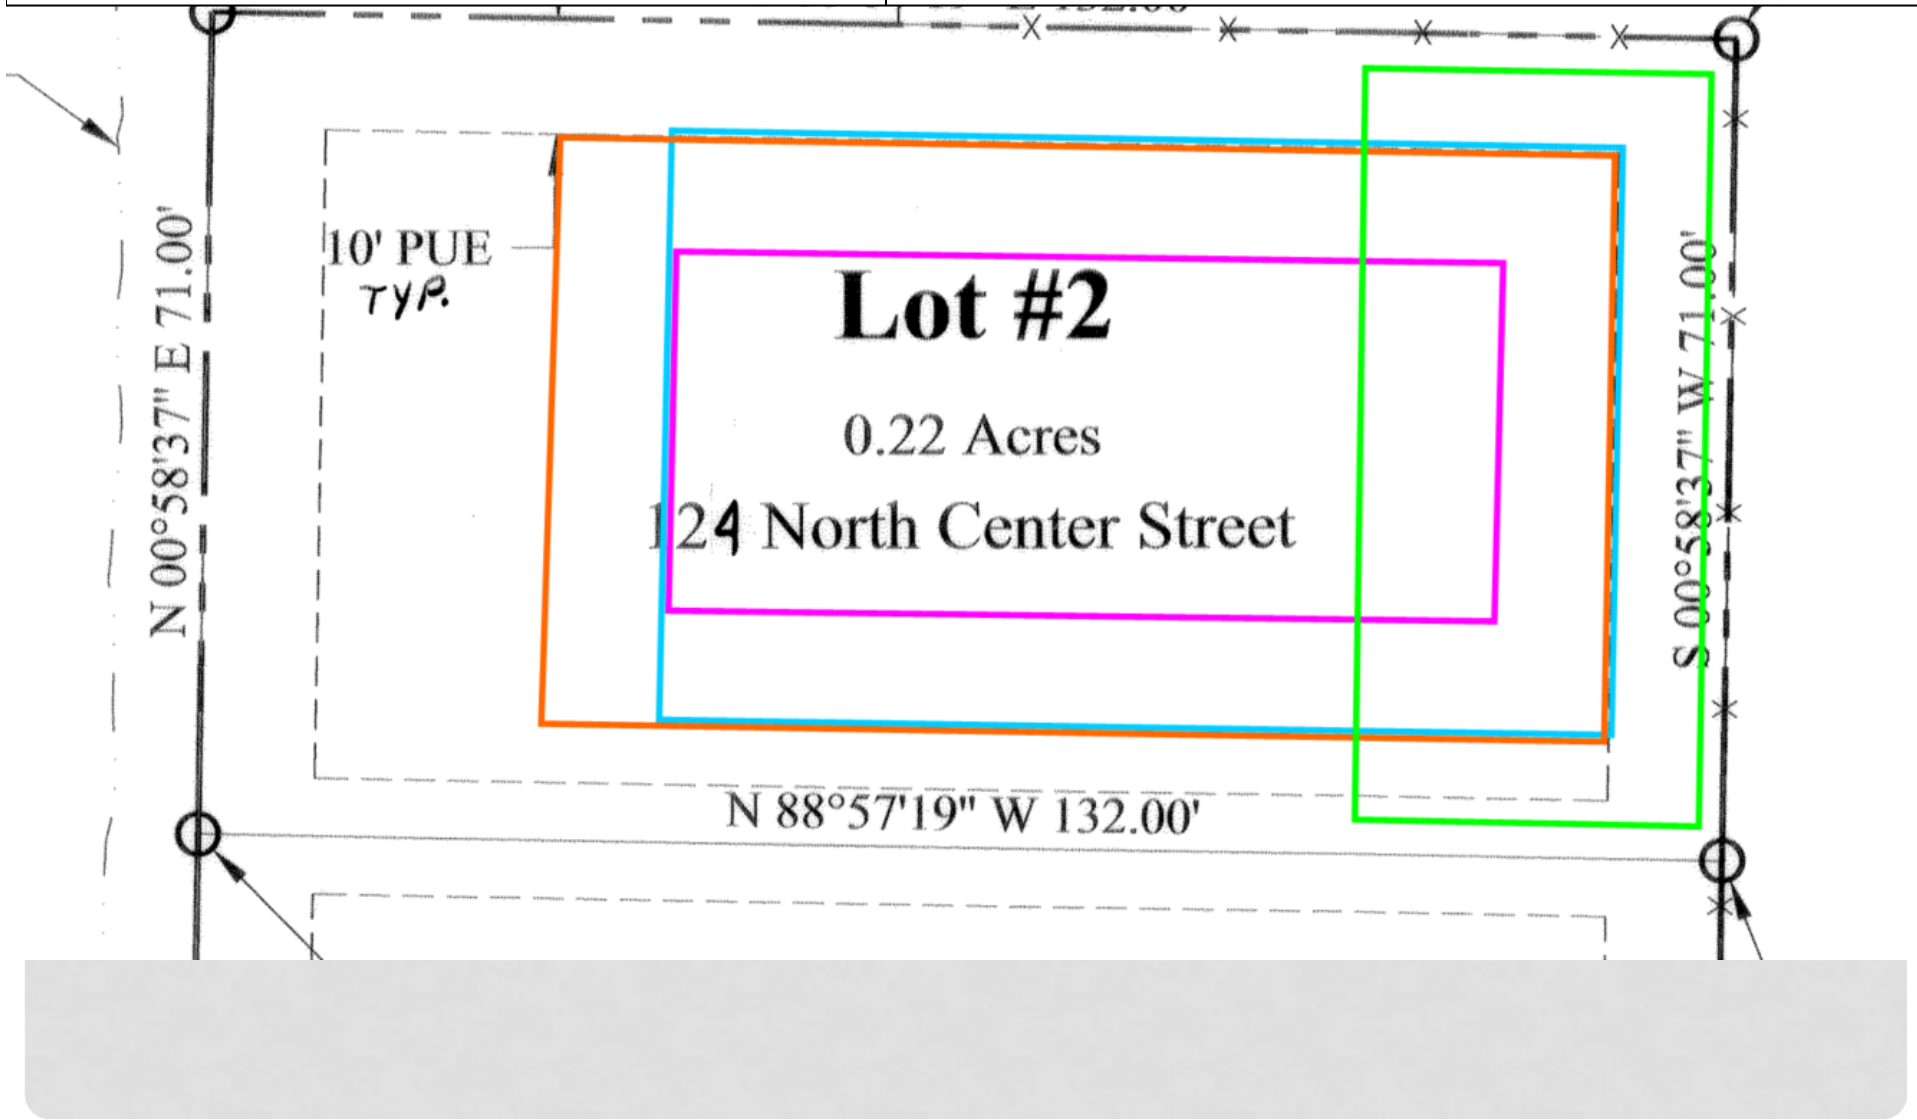 10' PUE
TYP.
N 00°58'37" E 71.00'
Lot #2
0.22 Acres
124 North Center Street
S 00°58'37" W 71.00'
N 88°57'19" W 132.00'